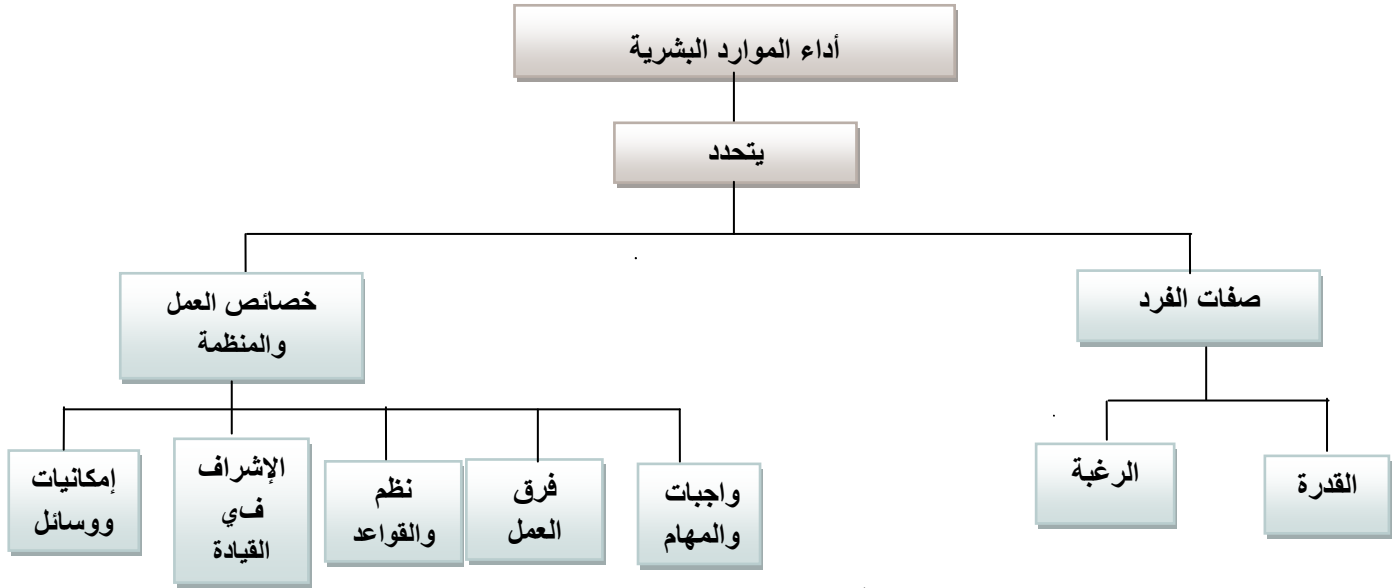 أداء الموارد البشرية
يتحدد
صفات الفرد
خصائص العمل
والمنظمة
القدرة
الرغبة
واجبات
والمهام
فرق
العمل
نظم
والقواعد
الإشراف
في
القيادة
إمكانيات
ووسائل